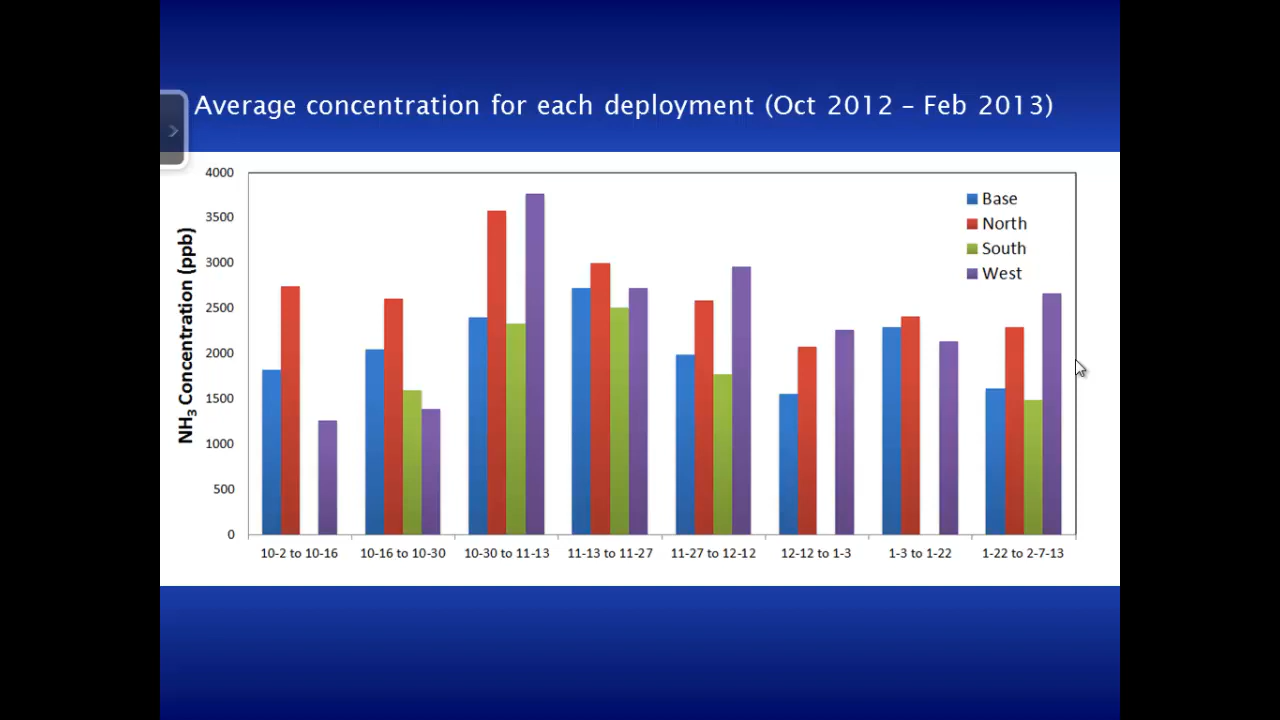 Average concentration for each deployment (Oct 2012 – Feb 2013)
NH3 Concentration (ppb)
4000
3500
3000
2500
2000
1500
1000
500
0
Base
North
South
West
10-2 to 10-16
10-16 to 10-30
10-30 to 11-13
11-13 to 11-27
11-27 to 12-12
12-12 to 1-3
1-3 to 1-22
1-22 to 2-7-13